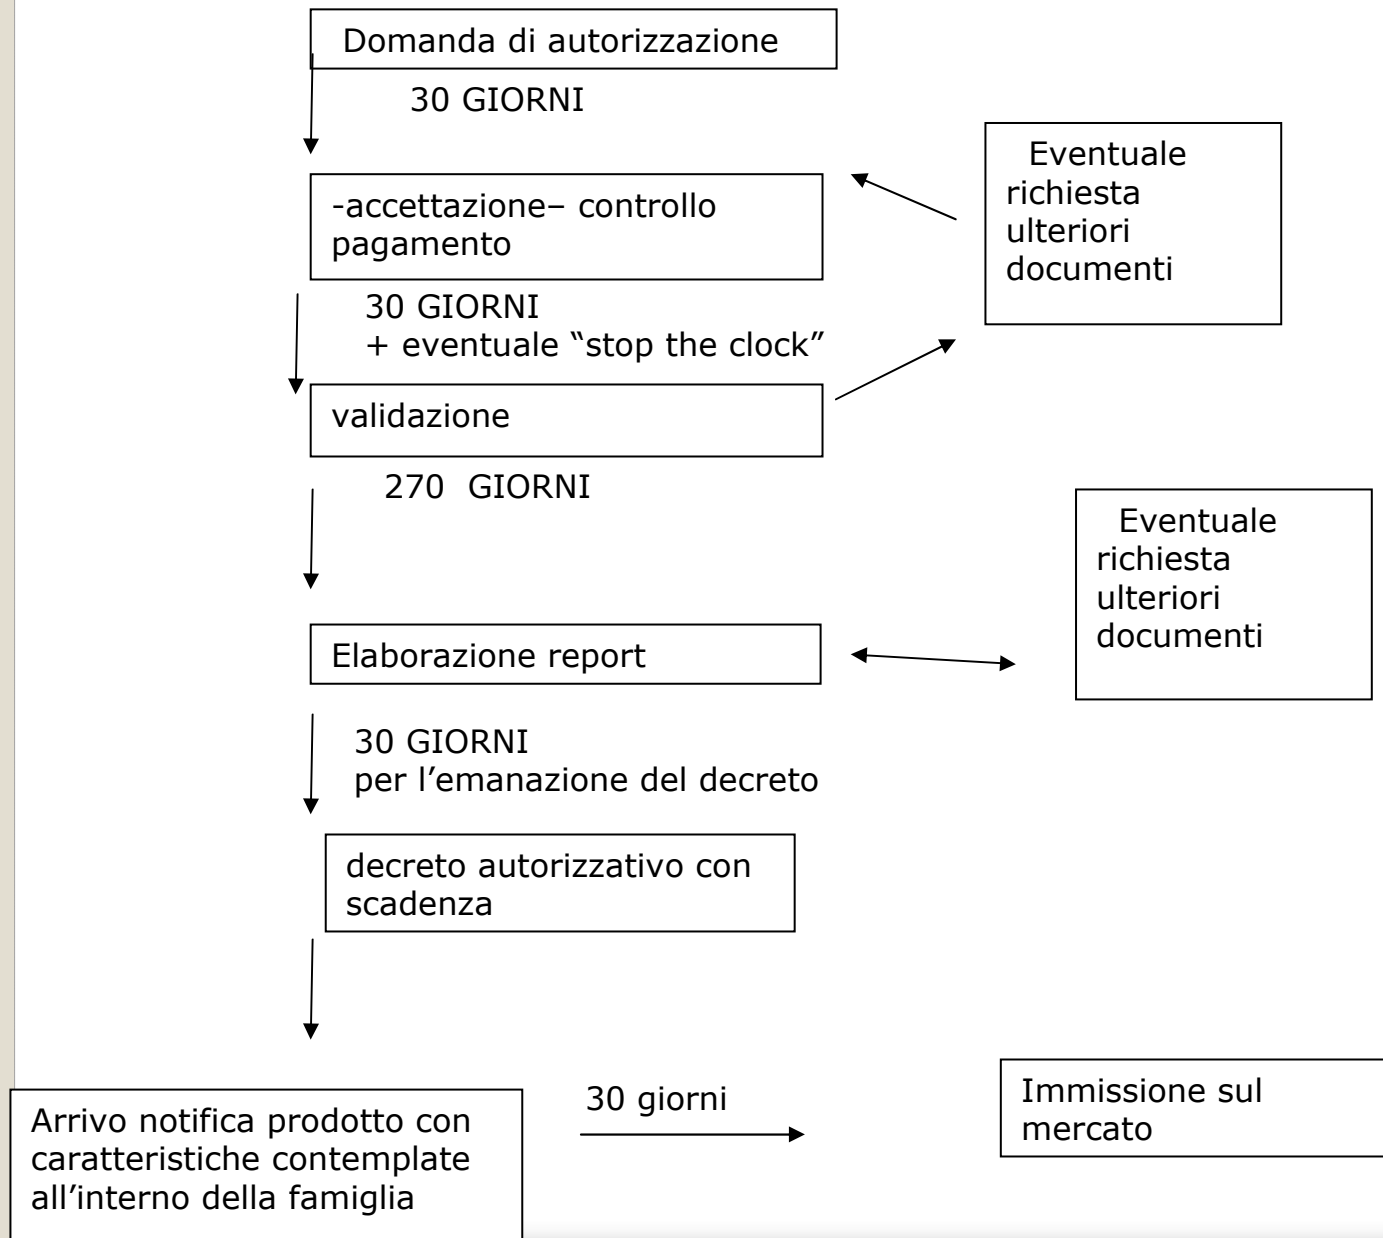 Domanda di autorizzazione
30 GIORNI
-accettazione– controllo
pagamento
Eventuale
richiesta
ulteriori
documenti
30 GIORNI
+ eventuale “stop the clock”
validazione
270  GIORNI
Eventuale
richiesta
ulteriori
documenti
Elaborazione report
30 GIORNI
per l’emanazione del decreto
decreto autorizzativo con
scadenza
Arrivo notifica prodotto con
caratteristiche contemplate
all’interno della famiglia
30 giorni
Immissione sul
mercato